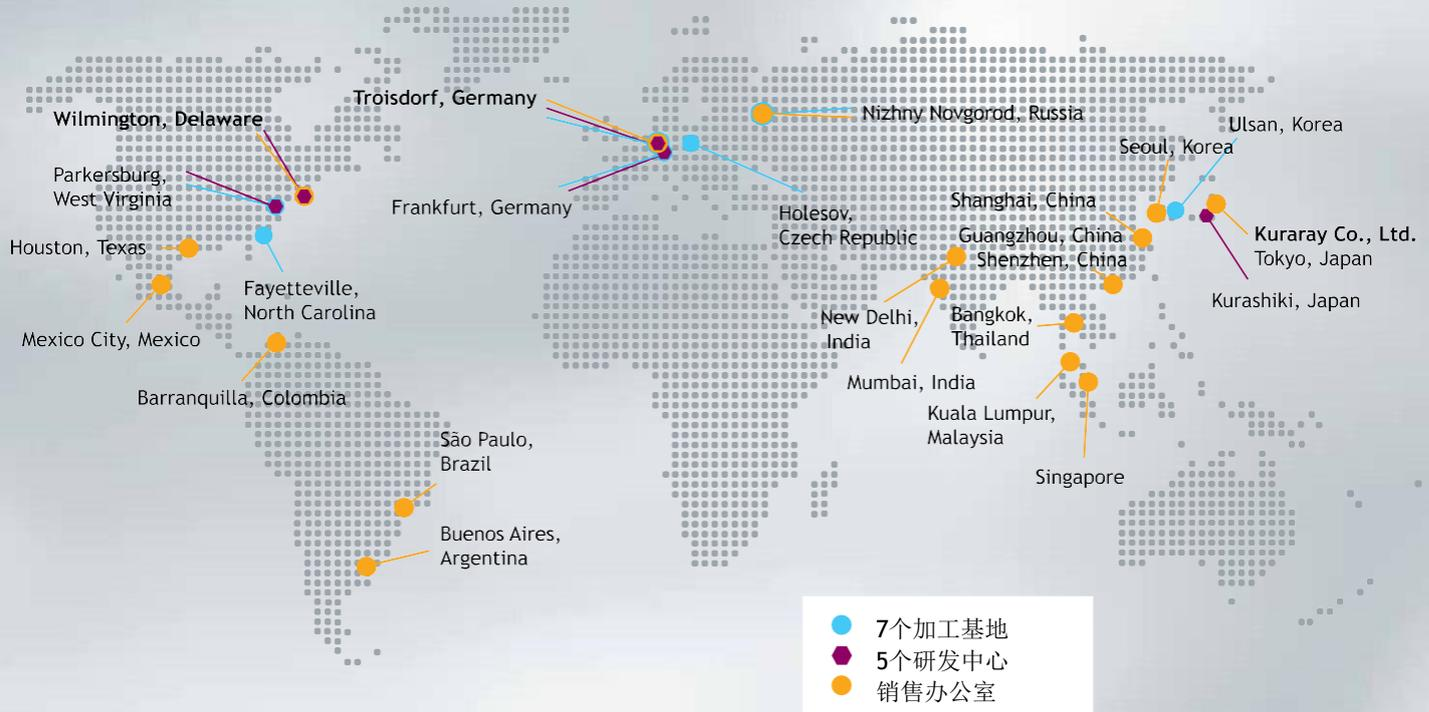 Troisdorf, Germany
Wilmington, Delaware
Nizhny Novgorod, Russia
Ulsan, Korea
Seoul, Korea
Parkersburg,
West Virginia
Frankfurt, Germany
Shanghai, China
Holesov,
Czech Republic
Guangzhou, China
Shenzhen, China
Kuraray Co., Ltd.
Tokyo, Japan
Houston, Texas
Fayetteville,
North Carolina
Kurashiki, Japan
New Delhi,
India
Bangkok,
Thailand
Mexico City, Mexico
Mumbai, India
Barranquilla, Colombia
Kuala Lumpur,
Malaysia
São Paulo,
Brazil
Singapore
Buenos Aires,
Argentina
7个加工基地
5个研发中心
销售办公室